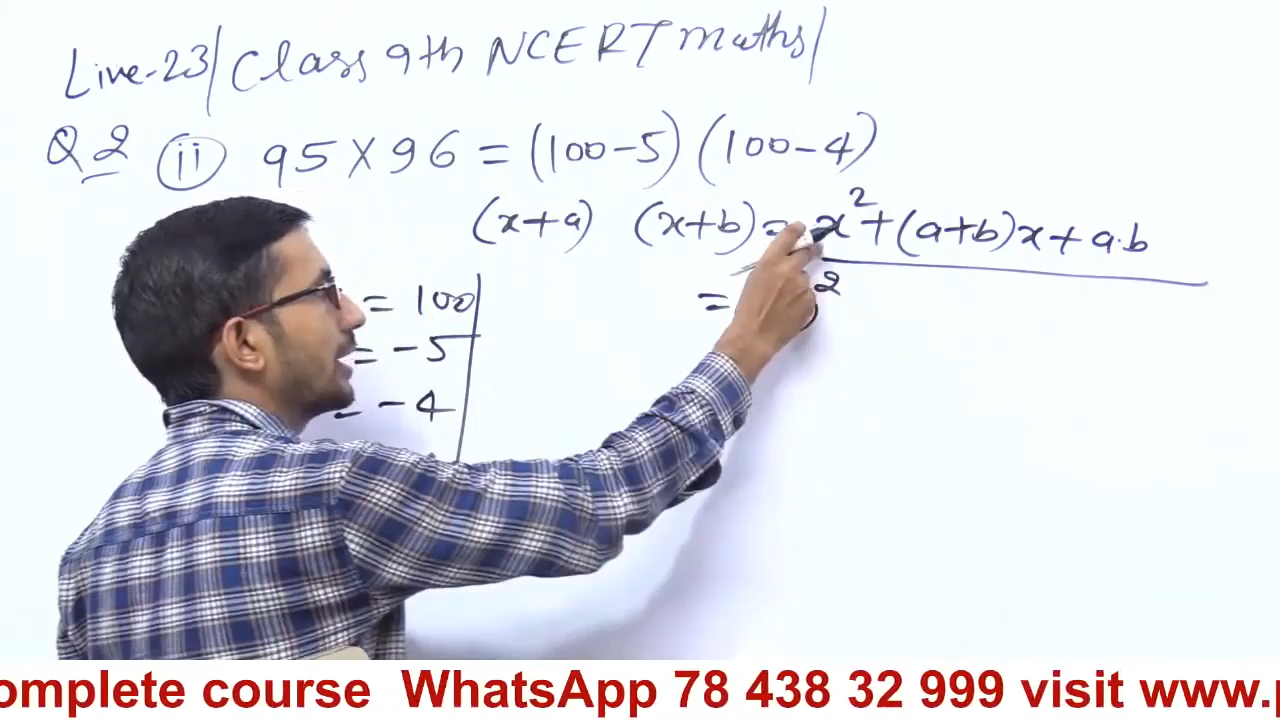 Live-23/ Class 9th NCERT maths/
Q2 (ii) 95 X 96 = (100-5) (100-4)
(x+a) (x+b) = x² + (a+b)x + a·b
= 100
= -5
= -4
= ²
omplete course WhatsApp 78 438 32 999 visit www.p